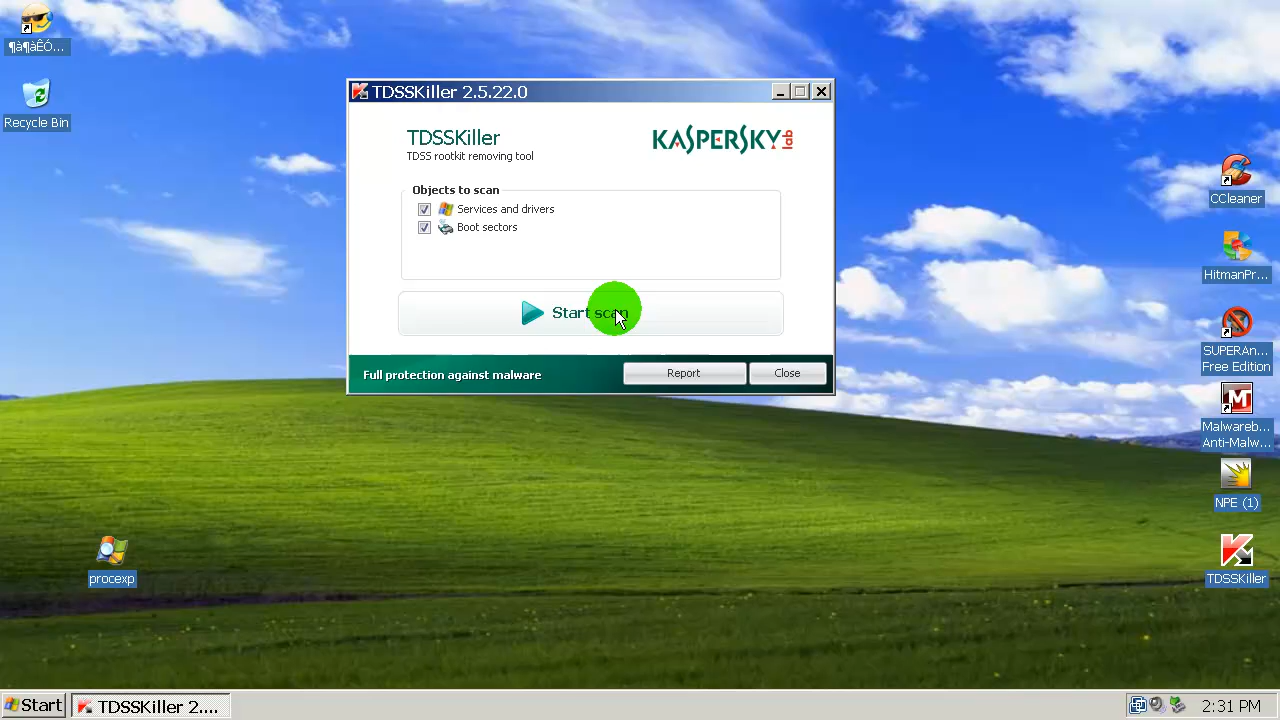 ¶à¶àÊÓ...
Recycle Bin
TDSSKiller 2.5.22.0
TDSSKiller
TDSS rootkit removing tool
KASPERSKY lab
Objects to scan
Services and drivers
Boot sectors
Start scan
Full protection against malware
Report
Close
CCleaner
HitmanPr...
SUPERAn...
Free Edition
Malwareb...
Anti-Malw...
NPE (1)
TDSSKiller
procexp
Start
TDSSKiller 2....
2:31 PM